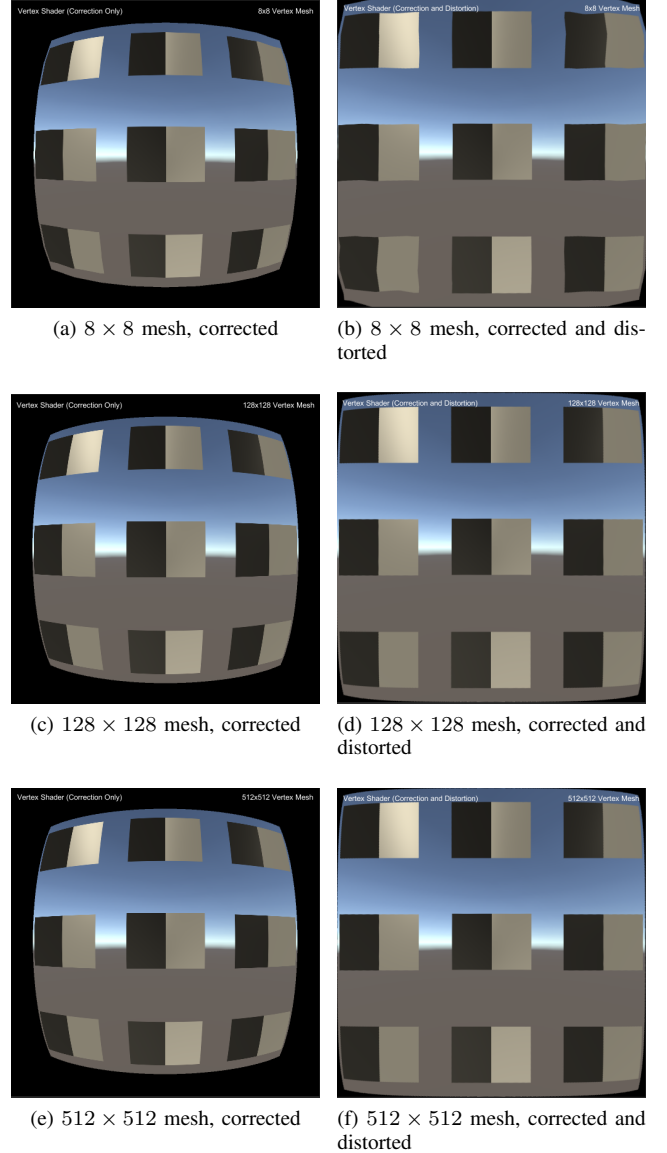 Vertex Shader (Correction Only) 8x8 Vertex Mesh
Vertex Shader (Correction and Distortion) 8x8 Vertex Mesh
(a) 8 × 8 mesh, corrected
(b) 8 × 8 mesh, corrected and dis-
torted
Vertex Shader (Correction Only) 128x128 Vertex Mesh
Vertex Shader (Correction and Distortion) 128x128 Vertex Mesh
(c) 128 × 128 mesh, corrected
(d) 128 × 128 mesh, corrected and
distorted
Vertex Shader (Correction Only) 512x512 Vertex Mesh
Vertex Shader (Correction and Distortion) 512x512 Vertex Mesh
(e) 512 × 512 mesh, corrected
(f) 512 × 512 mesh, corrected and
distorted